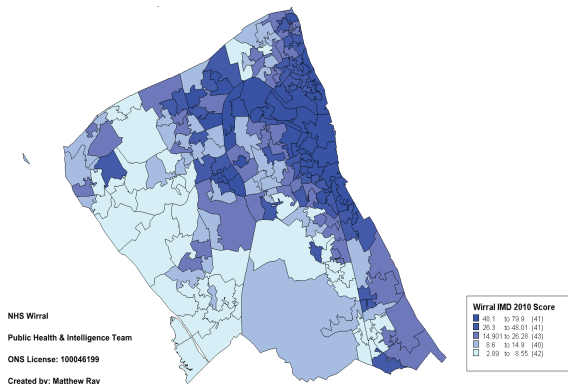 NHS Wirral
Public Health & Intelligence Team
ONS License: 100046199
Created by: Matthew Ray
Wirral IMD 2010 Score
48.1 to 79.9 (41)
26.3 to 48.01 (41)
14.901 to 26.28 (43)
8.6 to 14.9 (40)
2.89 to 8.55 (42)